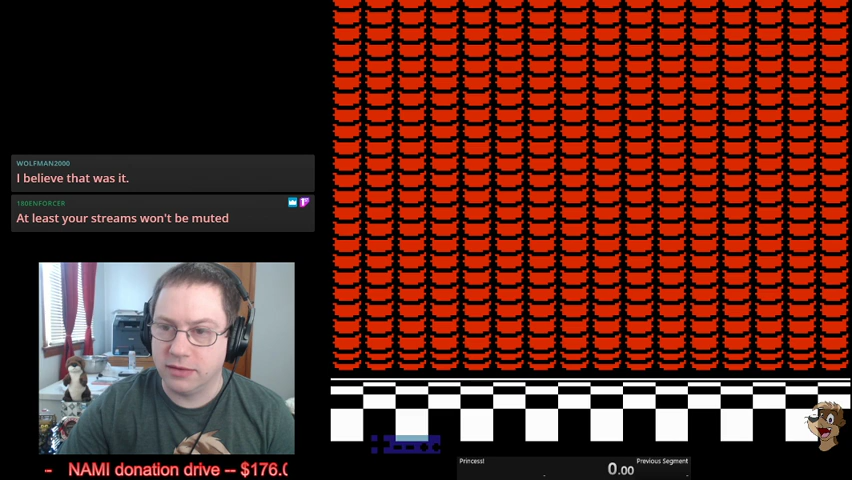 WOLFMAN2000
I believe that was it.
180ENFORCER
At least your streams won't be muted
NAMI donation drive -- $176.0
Princess!
0.00
Previous Segment
-
-